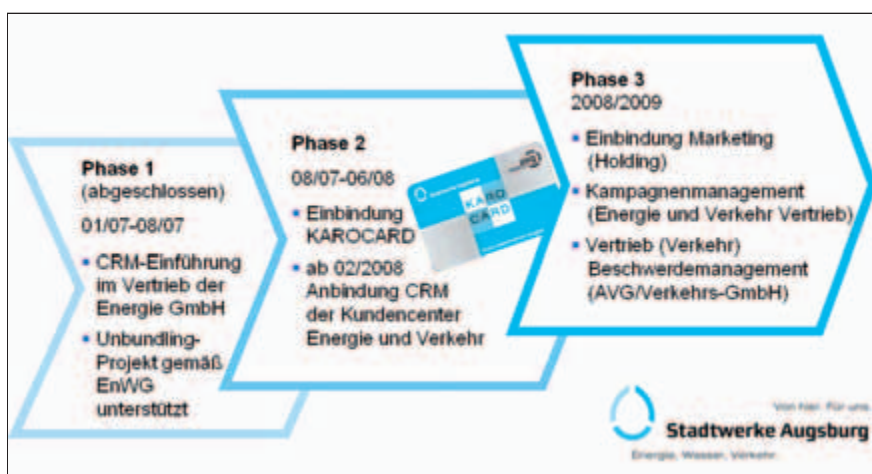 Phase 1
(abgeschlossen)
01/07-08/07
• CRM-Einführung
im Vertrieb der
Energie GmbH
• Unbundling-
Projekt gemäß
EnWG
unterstützt
Phase 2
08/07-06/08
• Einbindung
KAROCARD
• ab 02/2008
Anbindung CRM
der Kundencenter
Energie und Verkehr
Stadtwerke Augsburg
KARO
CARD
Phase 3
2008/2009
• Einbindung Marketing
(Holding)
• Kampagnenmanagement
(Energie und Verkehr Vertrieb)
• Vertrieb (Verkehr)
Beschwerdemanagement
(AVG/Verkehrs-GmbH)
Von hier. Für uns.
Stadtwerke Augsburg
Energie, Wasser, Verkehr.